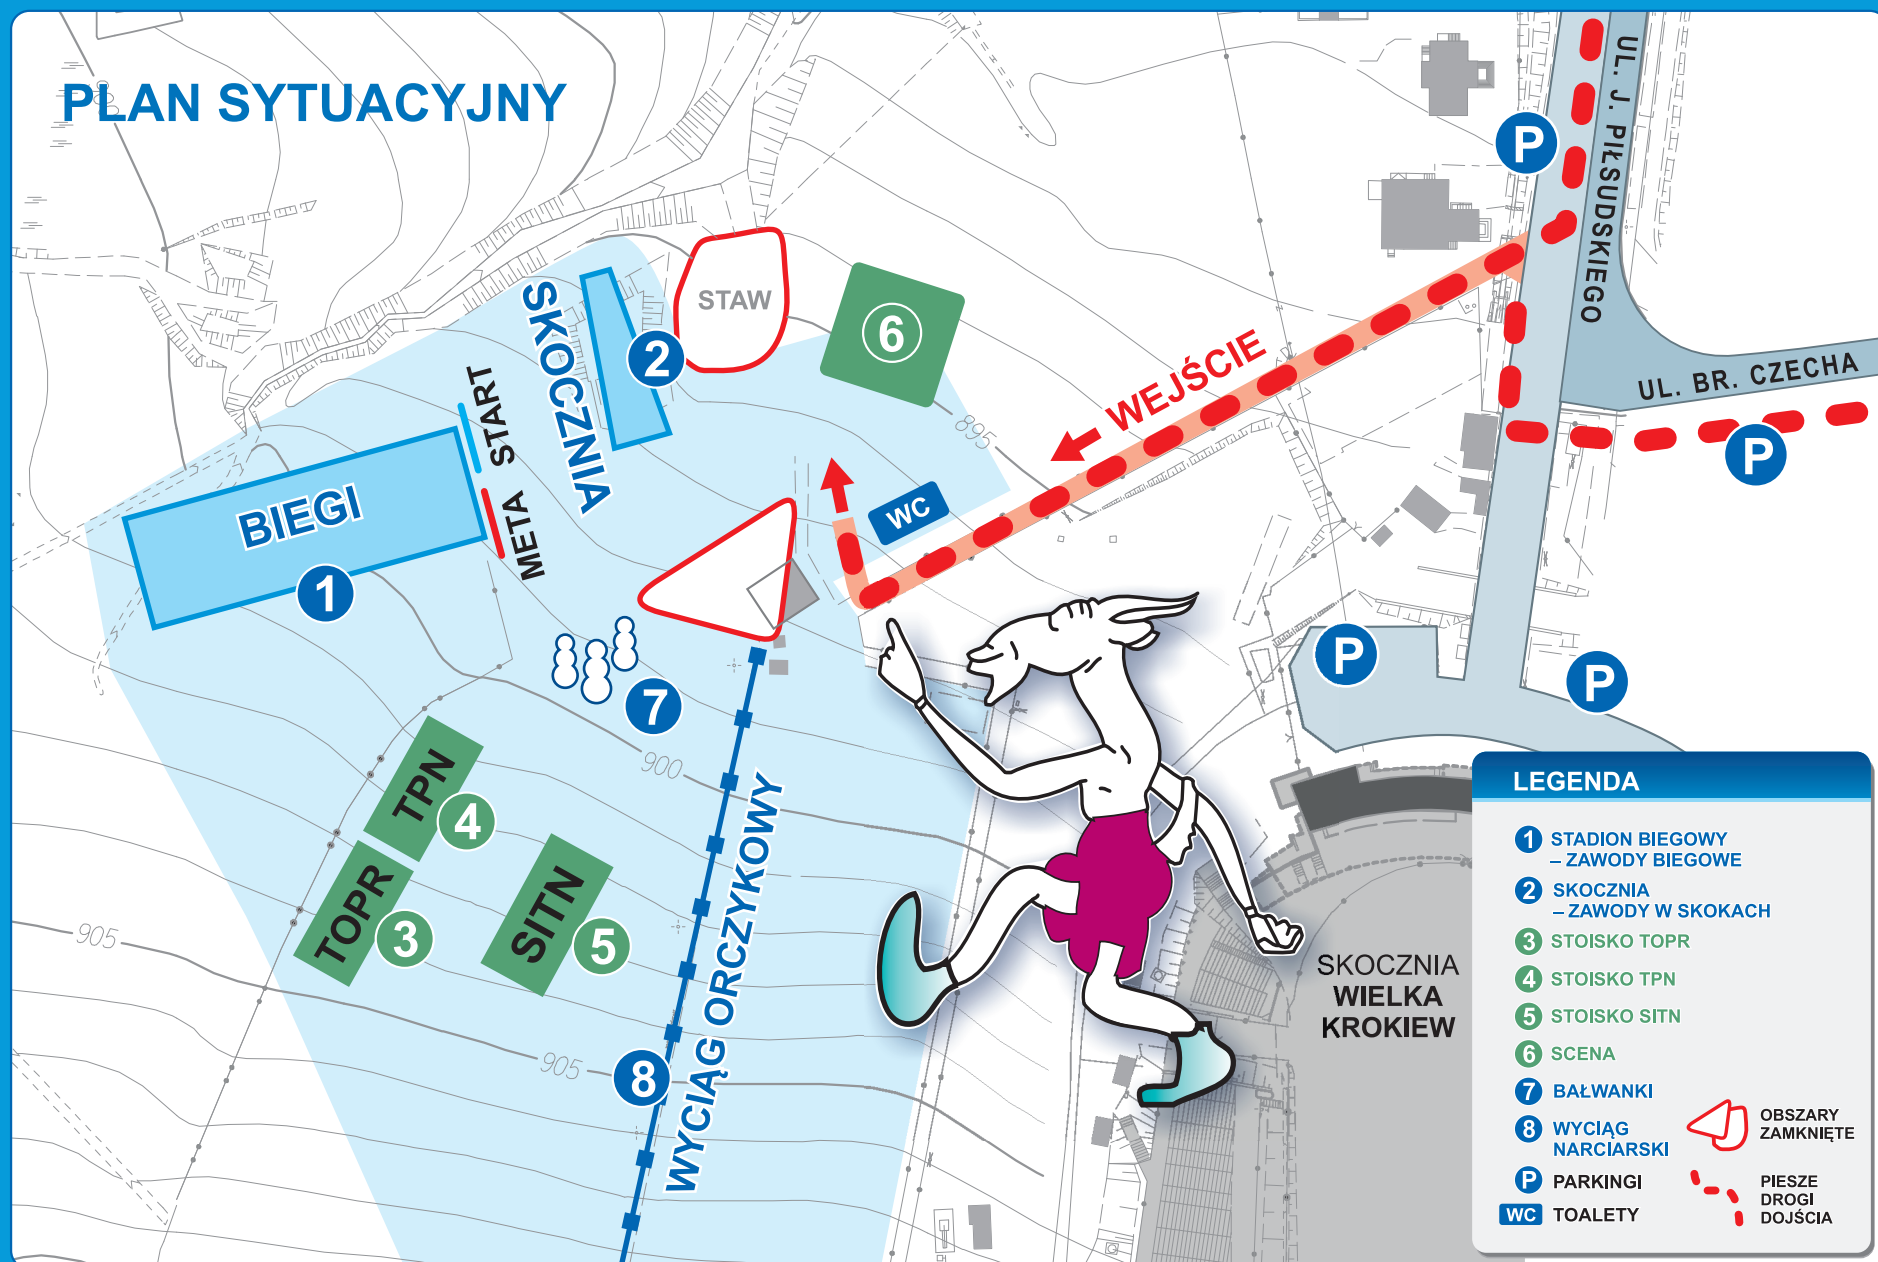 PLAN SYTUACYJNY
UL. J. PIŁSUDSKIEGO
P
STAW
SKOCZNIA
2
6
WEJŚCIE
UL. BR. CZECHA
START
META
895
P
BIEGI
WC
1
P
P
7
900
TPN
4
WYCIĄG ORCZYKOWY
TOPR
3
SITN
5
905
905
8
SKOCZNIA
WIELKA
KROKIEW
LEGENDA
1 STADION BIEGOWY
– ZAWODY BIEGOWE
2 SKOCZNIA
– ZAWODY W SKOKACH
3 STOISKO TOPR
4 STOISKO TPN
5 STOISKO SITN
6 SCENA
7 BAŁWANKI
8 WYCIĄG
NARCIARSKI
P PARKINGI
WC TOALETY
OBSZARY
ZAMKNIĘTE
PIESZE
DROGI
DOJŚCIA